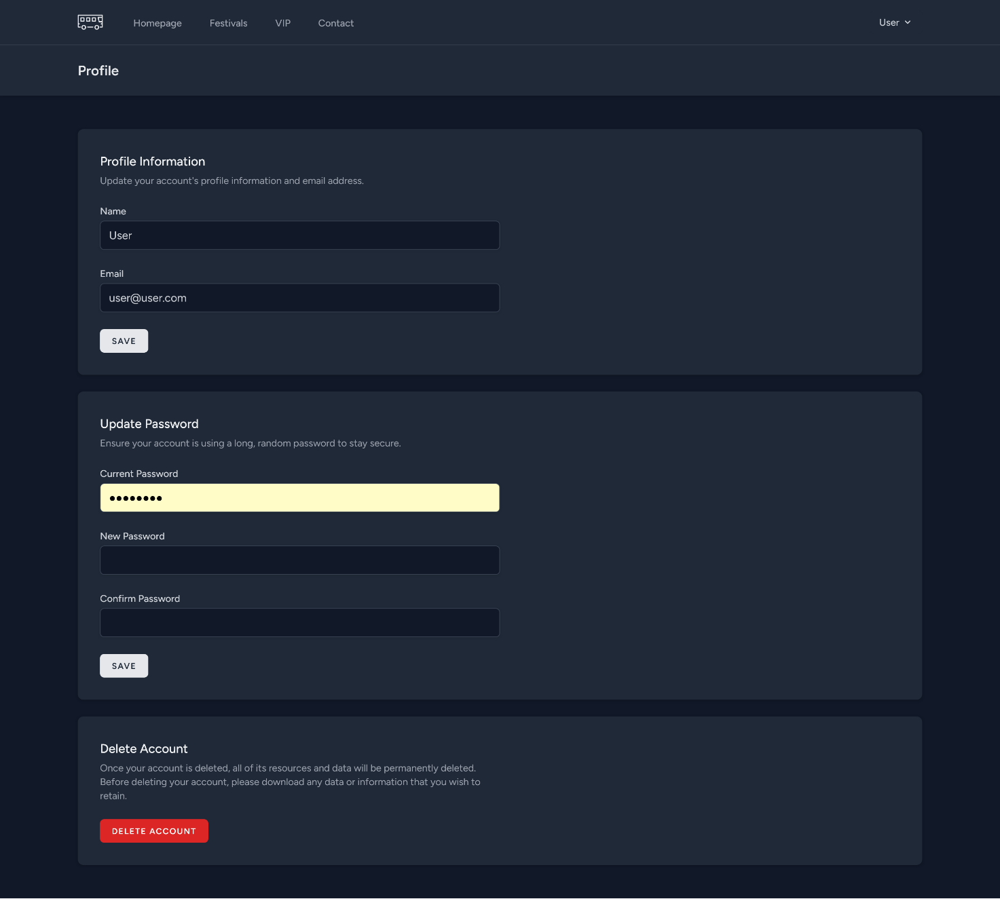 Homepage Festivals VIP Contact User
Profile
Profile Information
Update your account's profile information and email address.
Name
User
Email
user@user.com
SAVE
Update Password
Ensure your account is using a long, random password to stay secure.
Current Password
●●●●●●●●
New Password
Confirm Password
SAVE
Delete Account
Once your account is deleted, all of its resources and data will be permanently deleted.
Before deleting your account, please download any data or information that you wish to
retain.
DELETE ACCOUNT